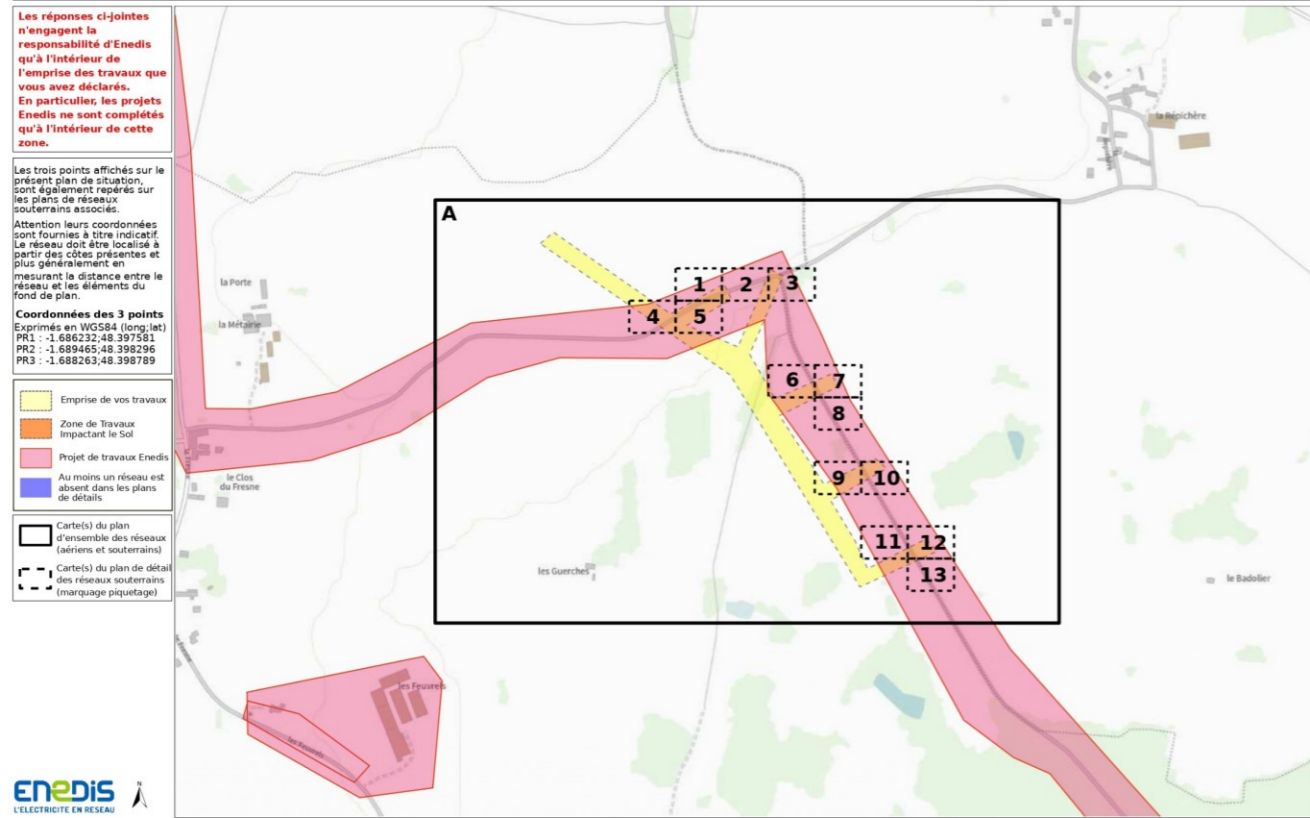 Les réponses ci-jointes
n'engagent la
responsabilité d'Enedis
qu'à l'intérieur de
l'emprise des travaux que
vous avez déclarés.
En particulier, les projets
Enedis ne sont complétés
qu'à l'intérieur de cette
zone.
Les trois points affichés sur le
présent plan de situation,
sont également repérés sur
les plans de réseaux
souterrains associés.
Attention leurs coordonnées
sont fournies à titre indicatif.
Le réseau doit être localisé à
partir des côtes présentes et
plus généralement en
mesurant la distance entre le
réseau et les éléments du
fond de plan.
Coordonnées des 3 points
Exprimés en WGS84 (long;lat)
PR1 : -1.686232;48.397581
PR2 : -1.689465;48.398296
PR3 : -1.688263;48.398789
Emprise de vos travaux
Zone de Travaux
Impactant le Sol
Projet de travaux Enedis
Au moins un réseau est
absent dans les plans
de détails
Carte(s) du plan
d'ensemble des réseaux
(aériens et souterrains)
Carte(s) du plan de détail
des réseaux souterrains
(marquage piquetage)
ENEDIS
L'ELECTRICITE EN RESEAU
N
la Répichère
A
la Porte
la Métairie
1
2
3
4
5
6
7
8
9
10
11
12
13
le Clos
du Fresne
les Guerches
le Badolier
le Fresne
les Feusrels
les Feusrels